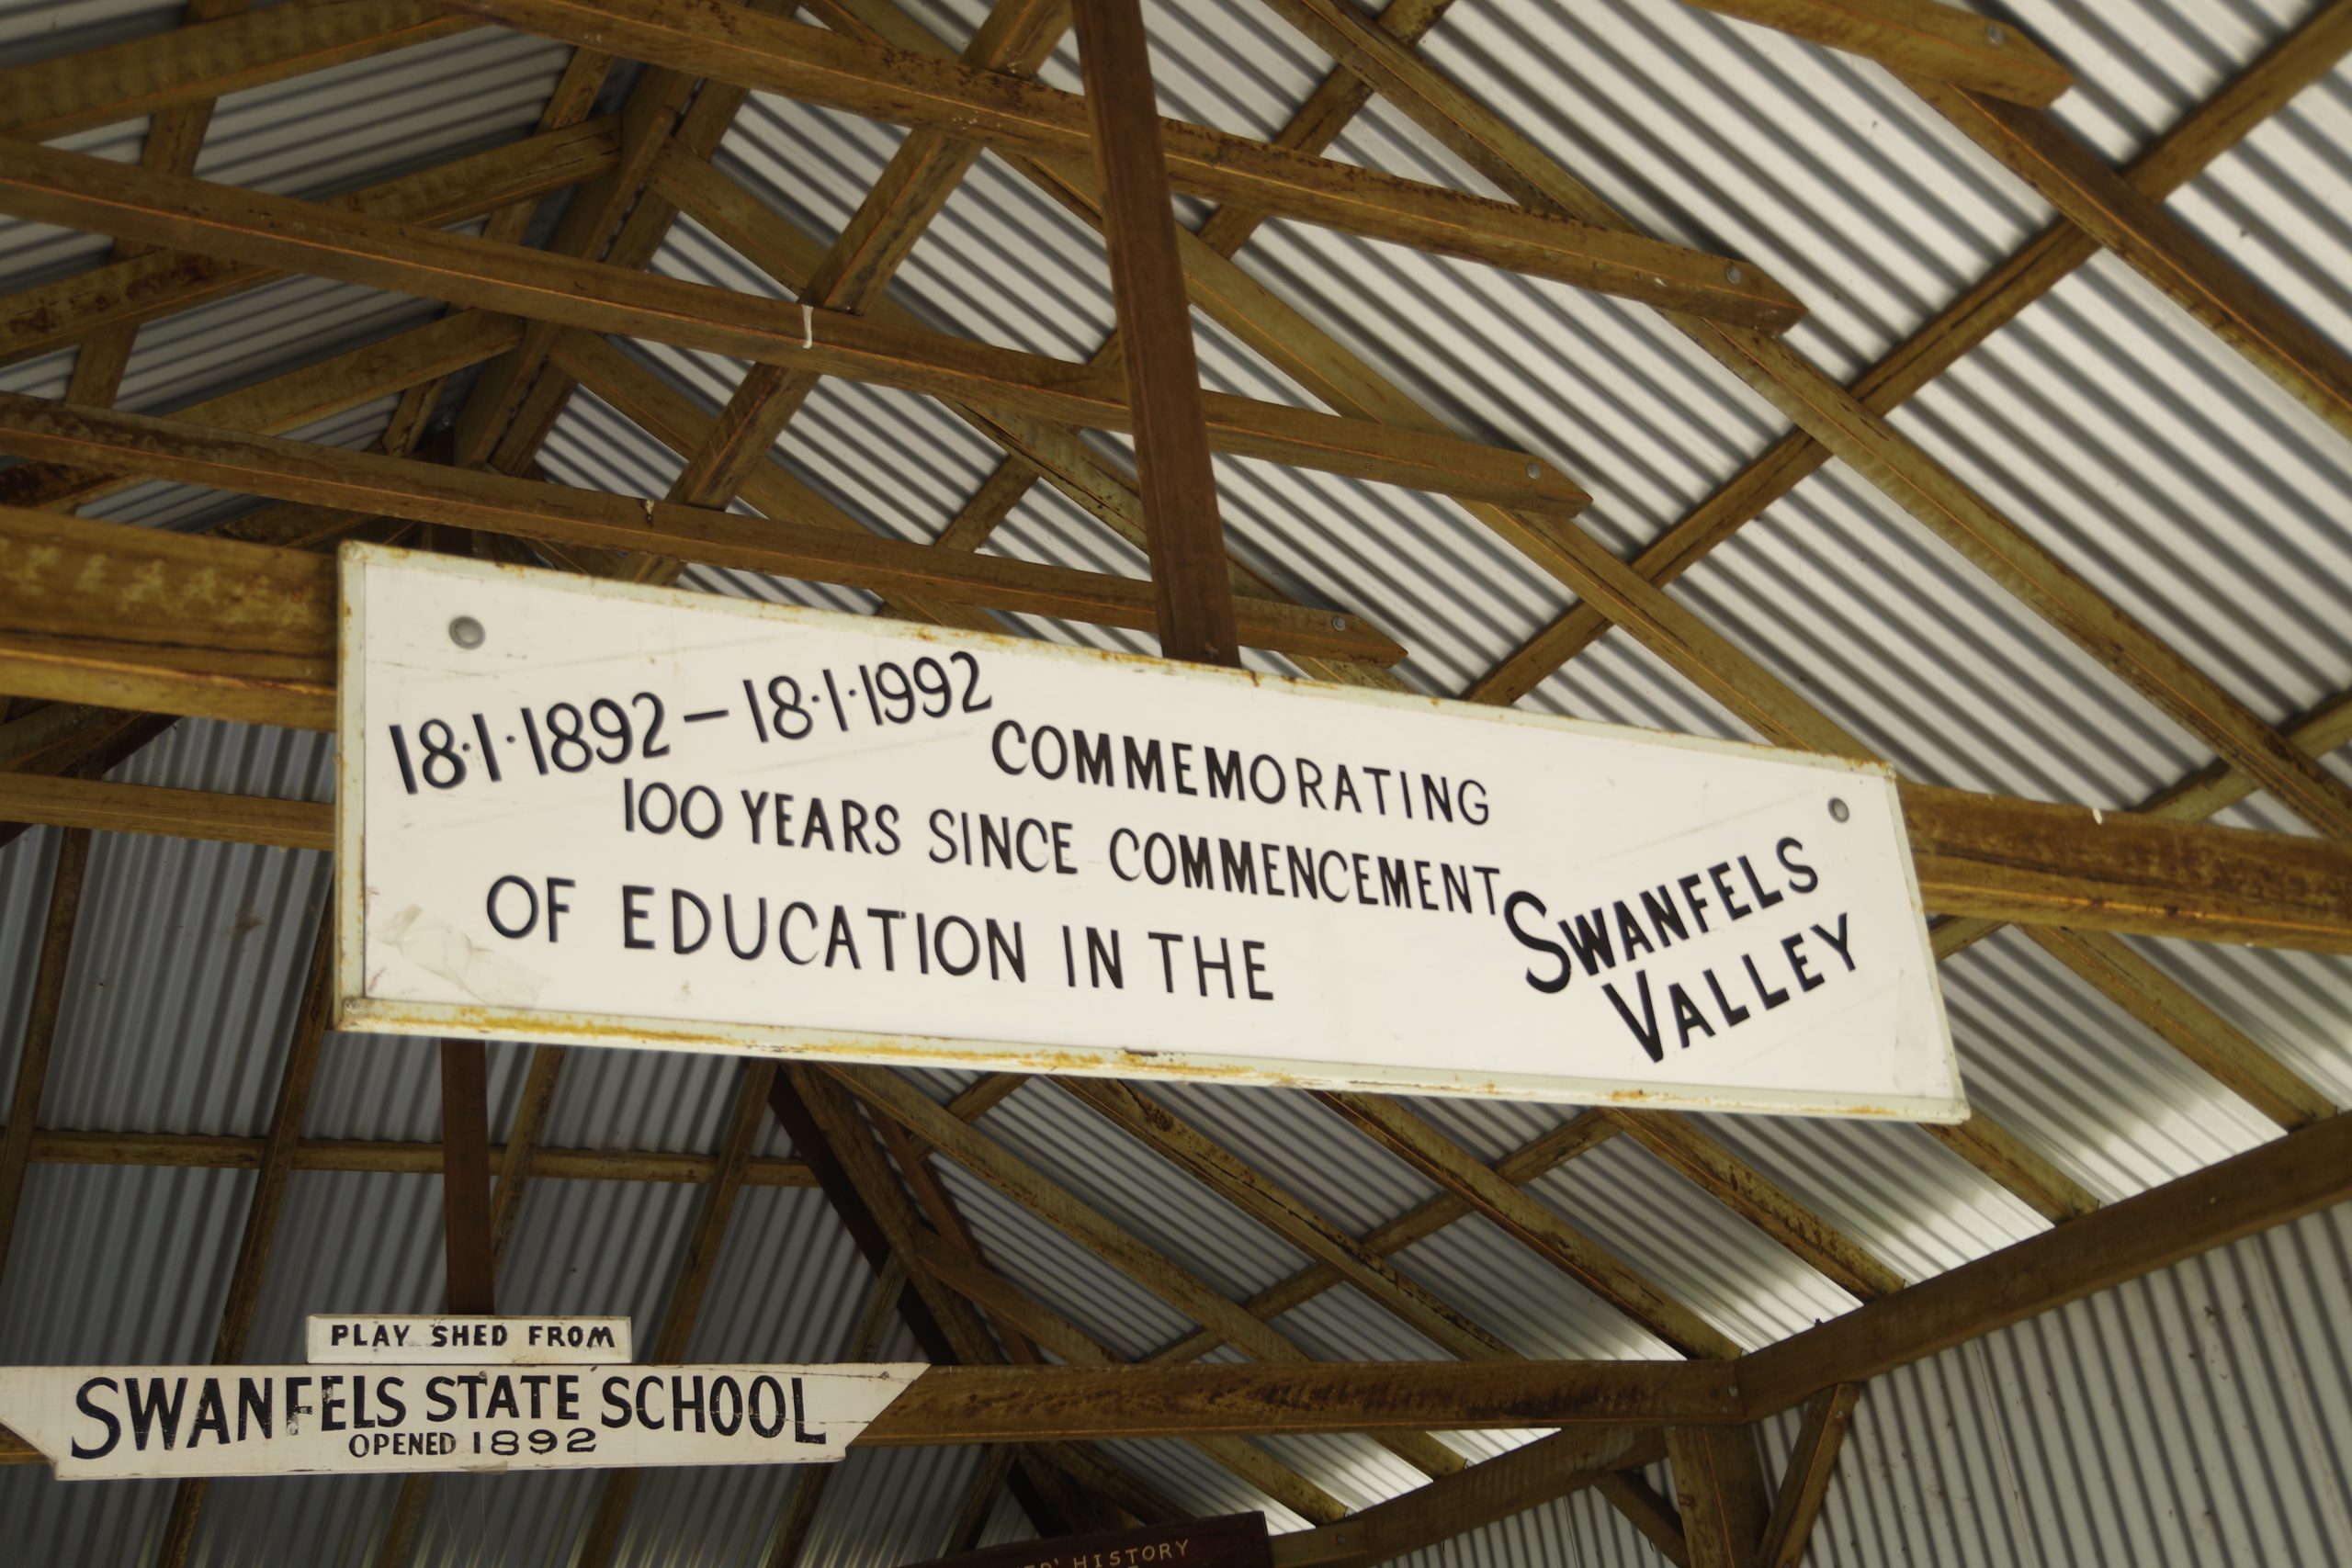 18·1·1892 – 18·1·1992
COMMEMORATING
100 YEARS SINCE COMMENCEMENT
OF EDUCATION IN THE
SWANFELS
VALLEY
PLAY SHED FROM
SWANFELS STATE SCHOOL
OPENED 1892
HISTORY